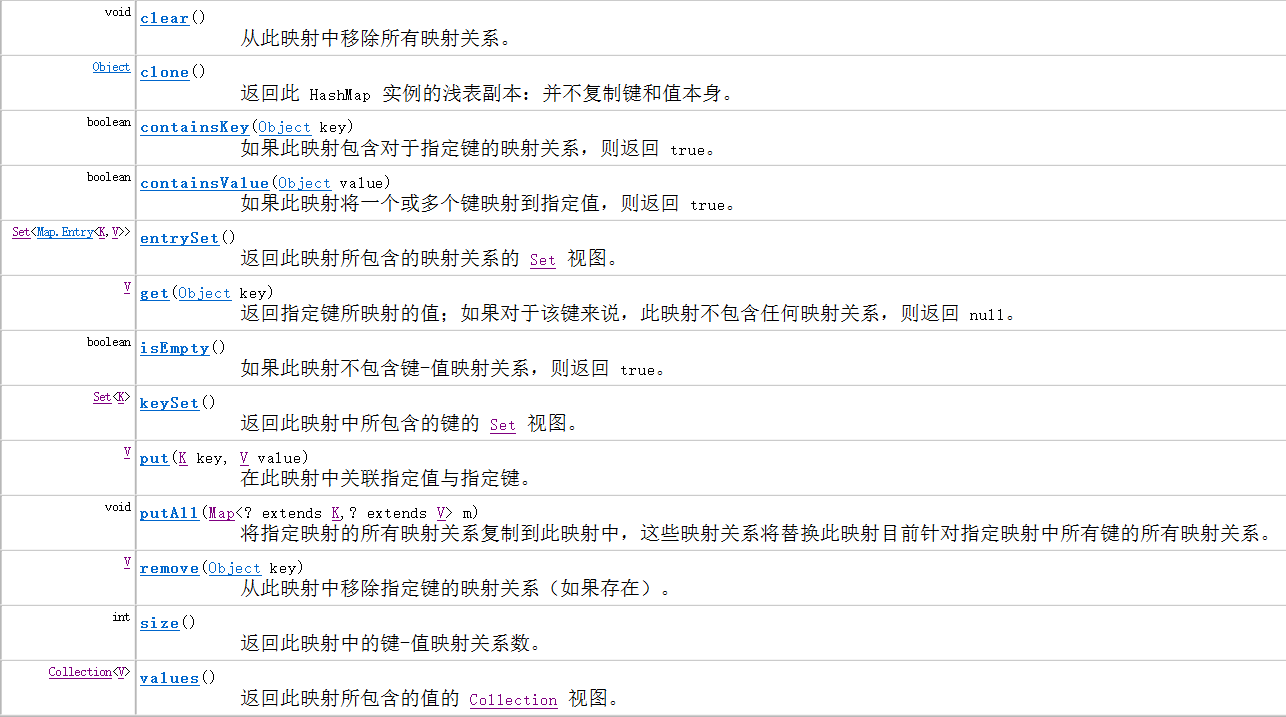 void clear()
从此映射中移除所有映射关系。
Object clone()
返回此 HashMap 实例的浅表副本：并不复制键和值本身。
boolean containsKey(Object key)
如果此映射包含对于指定键的映射关系，则返回 true。
boolean containsValue(Object value)
如果此映射将一个或多个键映射到指定值，则返回 true。
Set<Map.Entry<K,V>> entrySet()
返回此映射所包含的映射关系的 Set 视图。
V get(Object key)
返回指定键所映射的值；如果对于该键来说，此映射不包含任何映射关系，则返回 null。
boolean isEmpty()
如果此映射不包含键-值映射关系，则返回 true。
Set<K> keySet()
返回此映射中所包含的键的 Set 视图。
V put(K key, V value)
在此映射中关联指定值与指定键。
void putAll(Map<? extends K,? extends V> m)
将指定映射的所有映射关系复制到此映射中，这些映射关系将替换此映射目前针对指定映射中所有键的所有映射关系。
V remove(Object key)
从此映射中移除指定键的映射关系（如果存在）。
int size()
返回此映射中的键-值映射关系数。
Collection<V> values()
返回此映射所包含的值的 Collection 视图。